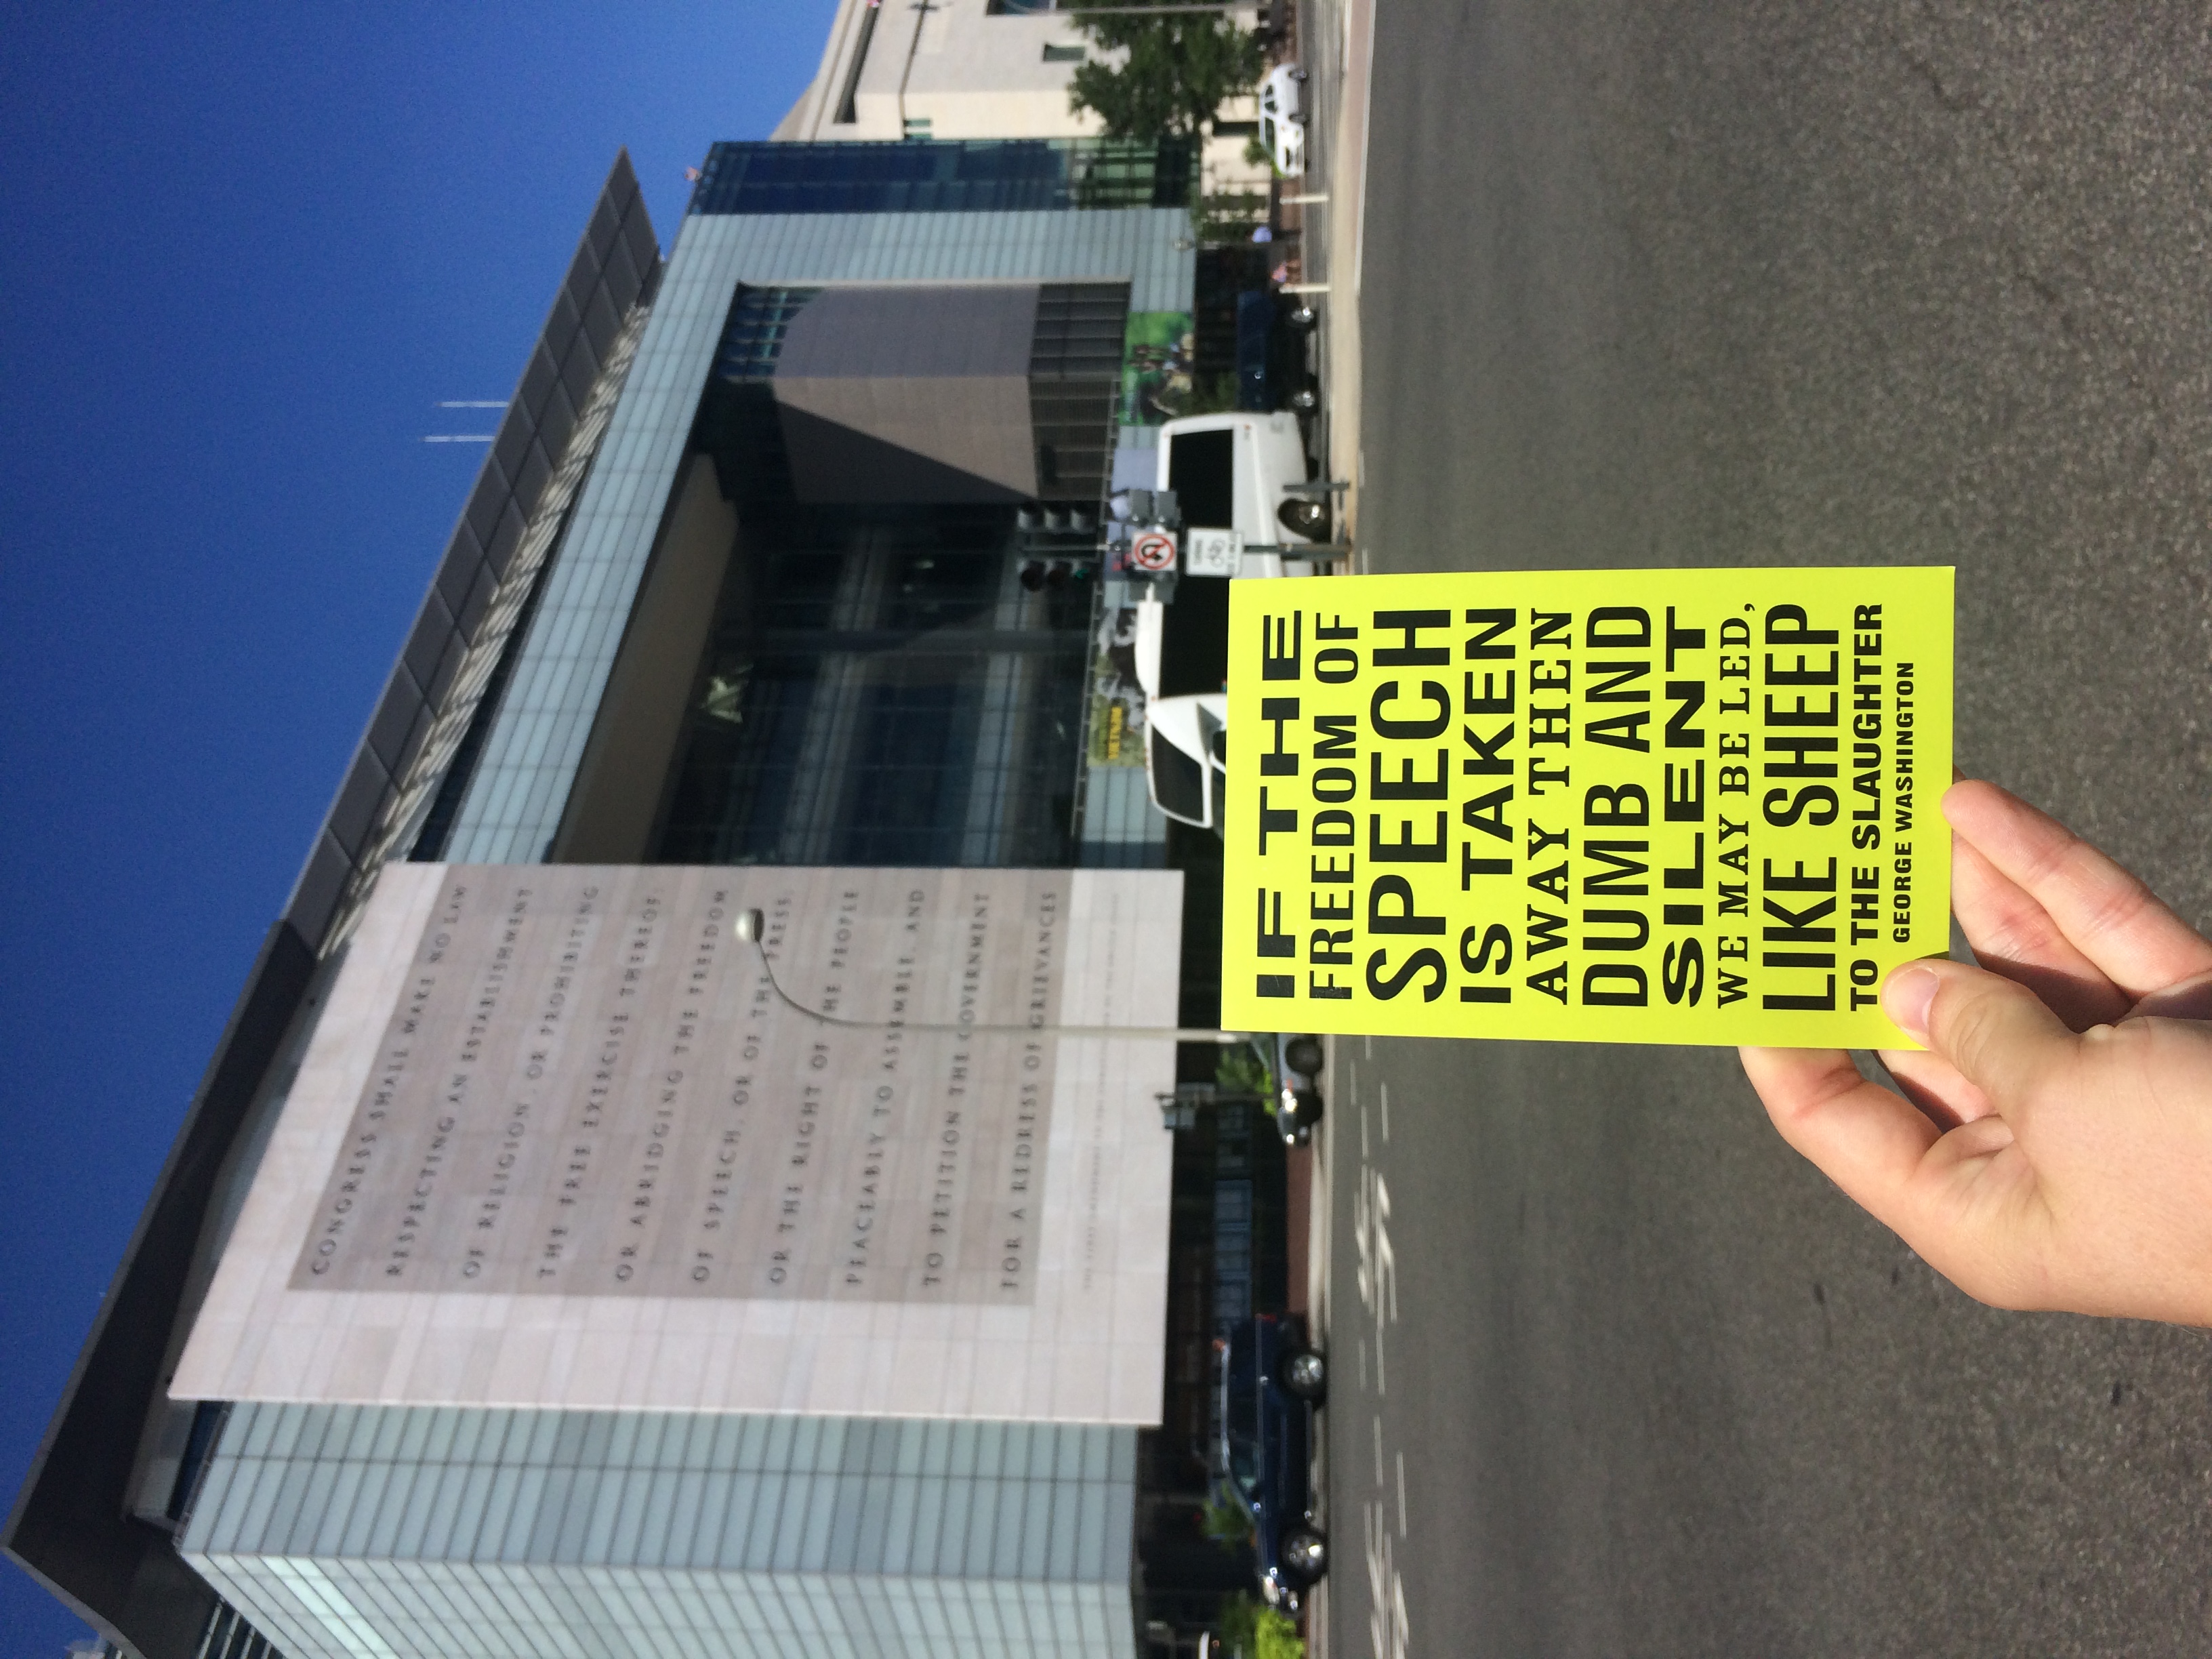 CONGRESS SHALL MAKE NO LAW
RESPECTING AN ESTABLISHMENT
OF RELIGION, OR PROHIBITING
THE FREE EXERCISE THEREOF;
OR ABRIDGING THE FREEDOM
OF SPEECH, OR OF THE PRESS;
OR THE RIGHT OF THE PEOPLE
PEACEABLY TO ASSEMBLE, AND
TO PETITION THE GOVERNMENT
FOR A REDRESS OF GRIEVANCES
VIETNAM
IF THE
FREEDOM OF
SPEECH
IS TAKEN
AWAY THEN
DUMB AND
SILENT
WE MAY BE LED,
LIKE SHEEP
TO THE SLAUGHTER
GEORGE WASHINGTON